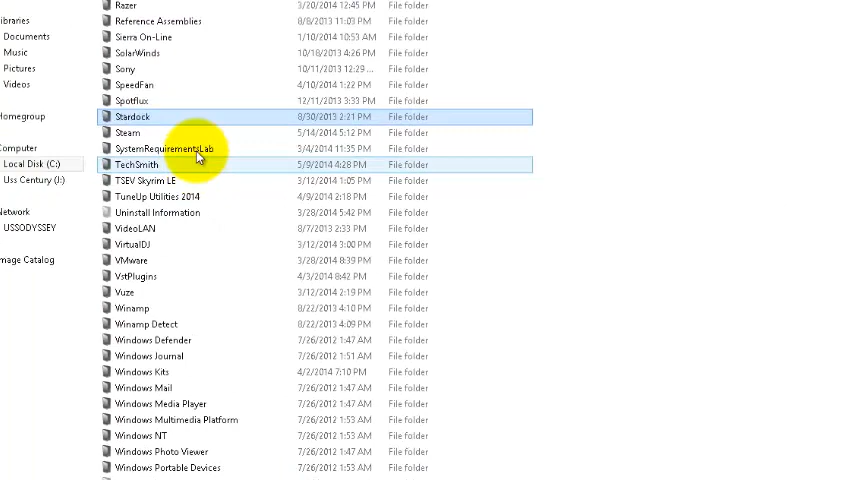 Razer 3/20/2014 12:45 PM File folder
ibraries Reference Assemblies 8/8/2013 11:03 PM File folder
Documents Sierra On-Line 1/10/2014 10:53 AM File folder
Music SolarWinds 10/18/2013 4:26 PM File folder
Pictures Sony 10/11/2013 12:29 ... File folder
Videos SpeedFan 4/10/2014 1:22 PM File folder
Spotflux 12/11/2013 3:33 PM File folder
Homegroup Stardock 8/30/2013 2:21 PM File folder
Steam 5/14/2014 5:12 PM File folder
Computer SystemRequirementsLab 3/4/2014 11:35 PM File folder
Local Disk (C:) TechSmith 5/9/2014 4:28 PM File folder
Uss Century (J:) TSEV Skyrim LE 3/12/2014 1:05 PM File folder
TuneUp Utilities 2014 4/9/2014 2:18 PM File folder
Network Uninstall Information 3/28/2014 5:42 PM File folder
USSODYSSEY VideoLAN 8/7/2013 2:33 PM File folder
VirtualDJ 3/12/2014 3:00 PM File folder
mage Catalog VMware 3/28/2014 8:39 PM File folder
VstPlugins 4/3/2014 8:42 PM File folder
Vuze 3/12/2014 2:19 PM File folder
Winamp 8/22/2013 4:10 PM File folder
Winamp Detect 8/22/2013 4:09 PM File folder
Windows Defender 7/26/2012 1:47 AM File folder
Windows Journal 7/26/2012 1:51 AM File folder
Windows Kits 4/2/2014 7:10 PM File folder
Windows Mail 7/26/2012 1:47 AM File folder
Windows Media Player 7/26/2012 1:47 AM File folder
Windows Multimedia Platform 7/26/2012 1:53 AM File folder
Windows NT 7/26/2012 1:53 AM File folder
Windows Photo Viewer 7/26/2012 1:47 AM File folder
Windows Portable Devices 7/26/2012 1:53 AM File folder